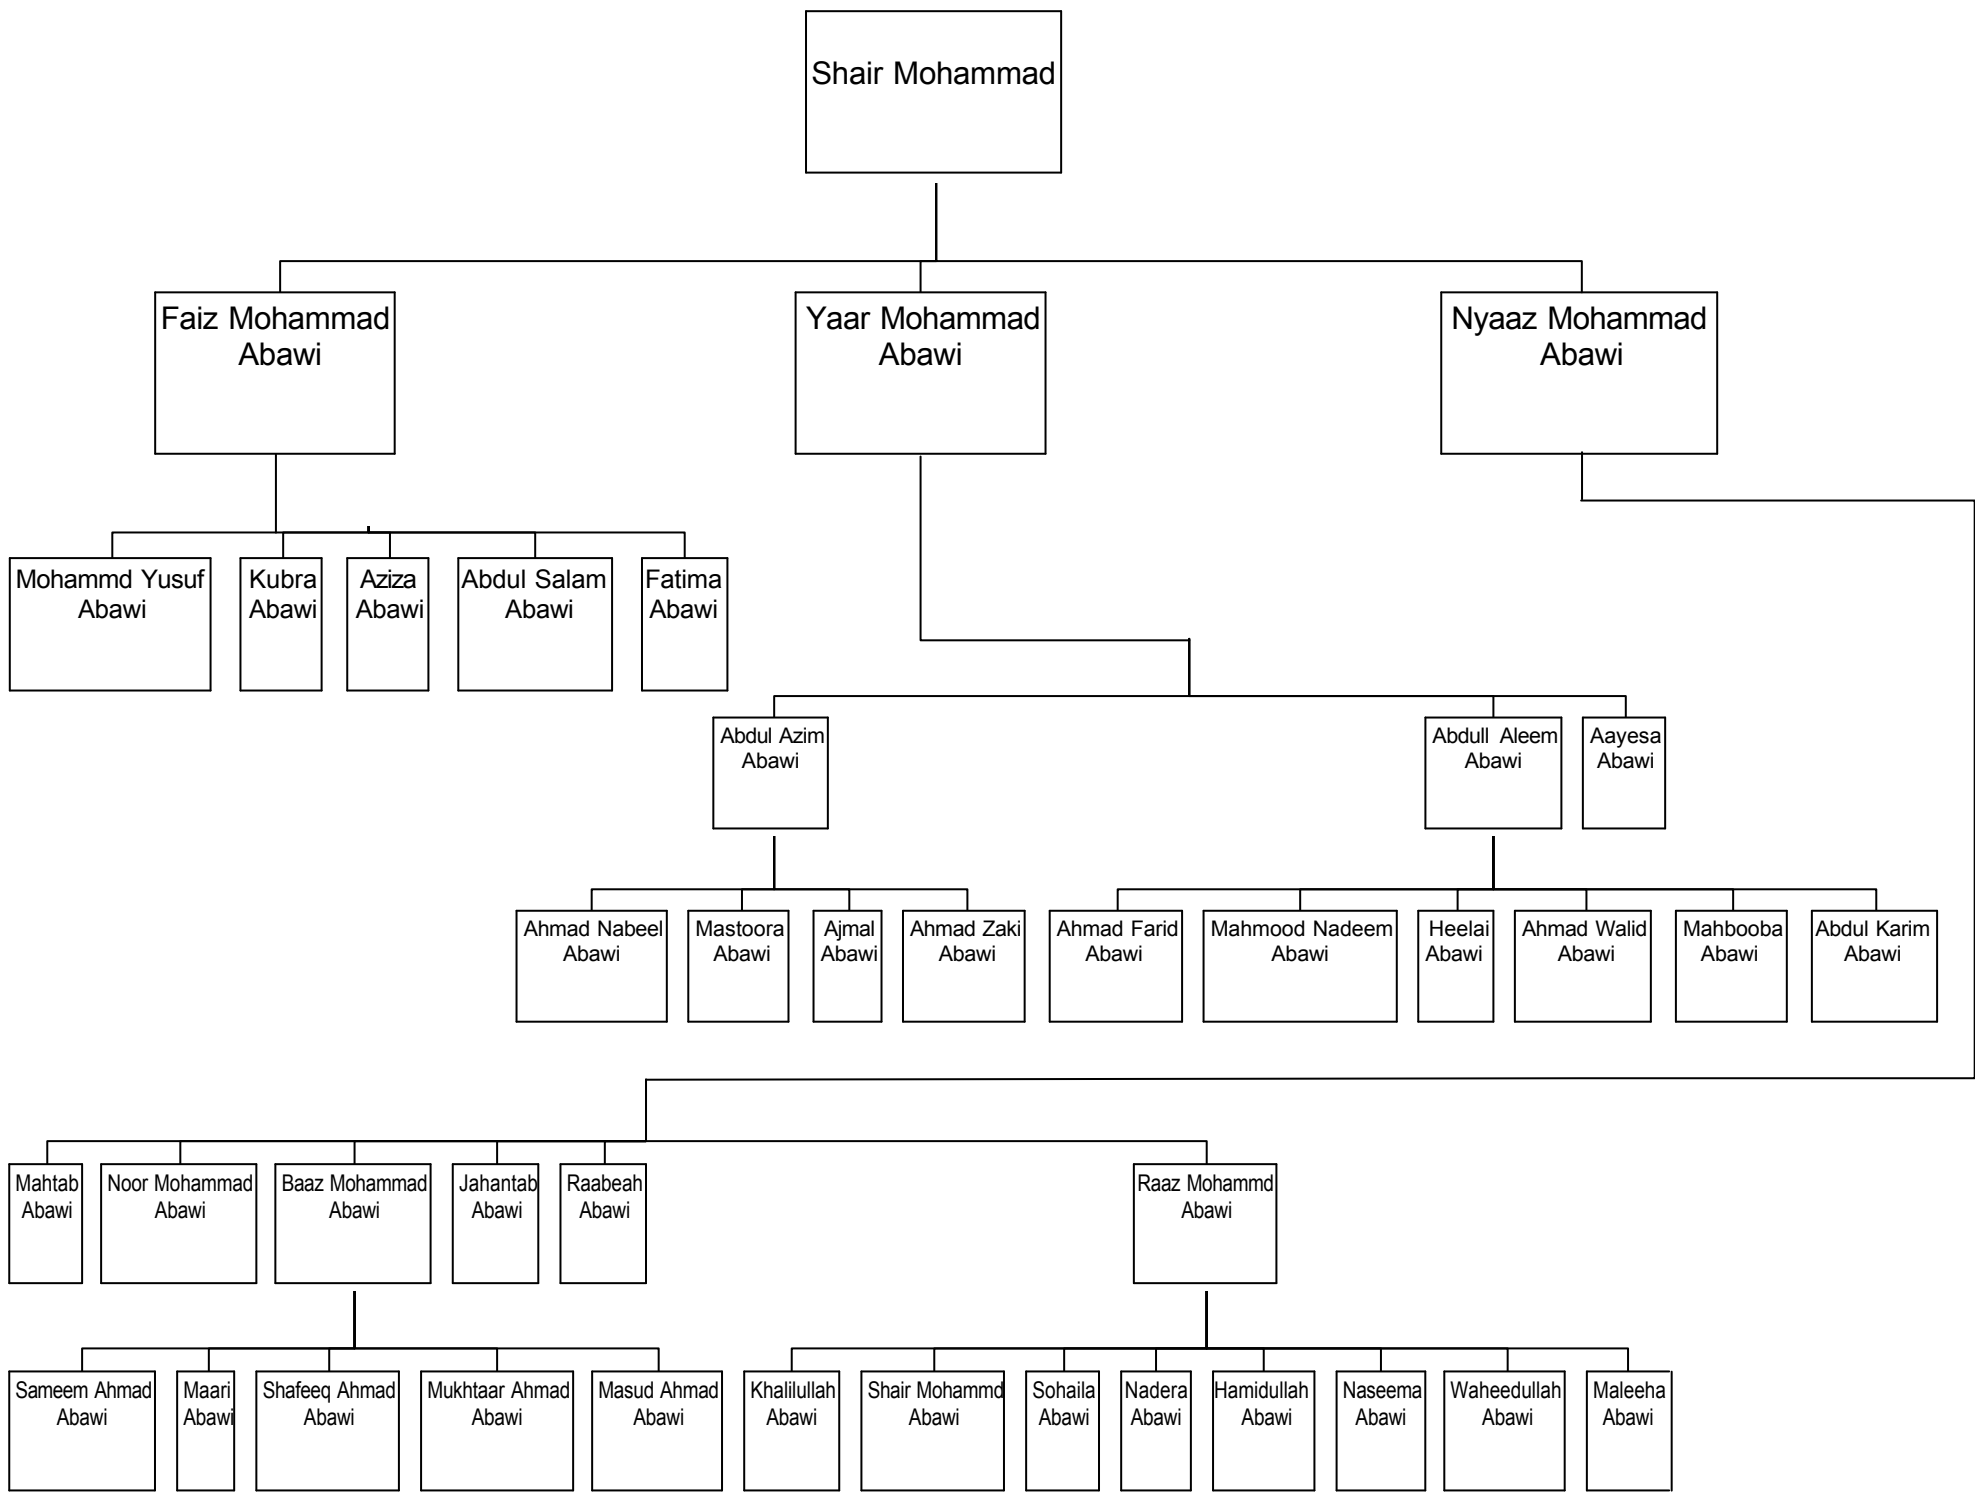 Shair Mohammad
Faiz Mohammad
Abawi
Yaar Mohammad
Abawi
Nyaaz Mohammad
Abawi
Mohammd Yusuf
Abawi
Kubra
Abawi
Aziza
Abawi
Abdul Salam
Abawi
Fatima
Abawi
Abdul Azim
Abawi
Abdull Aleem
Abawi
Aayesa
Abawi
Ahmad Nabeel
Abawi
Mastoora
Abawi
Ajmal
Abawi
Ahmad Zaki
Abawi
Ahmad Farid
Abawi
Mahmood Nadeem
Abawi
Heelai
Abawi
Ahmad Walid
Abawi
Mahbooba
Abawi
Abdul Karim
Abawi
Mahtab
Abawi
Noor Mohammad
Abawi
Baaz Mohammad
Abawi
Jahantab
Abawi
Raabeah
Abawi
Raaz Mohammd
Abawi
Sameem Ahmad
Abawi
Maari
Abawi
Shafeeq Ahmad
Abawi
Mukhtaar Ahmad
Abawi
Masud Ahmad
Abawi
Khalilullah
Abawi
Shair Mohammd
Abawi
Sohaila
Abawi
Nadera
Abawi
Hamidullah
Abawi
Naseema
Abawi
Waheedullah
Abawi
Maleeha
Abawi